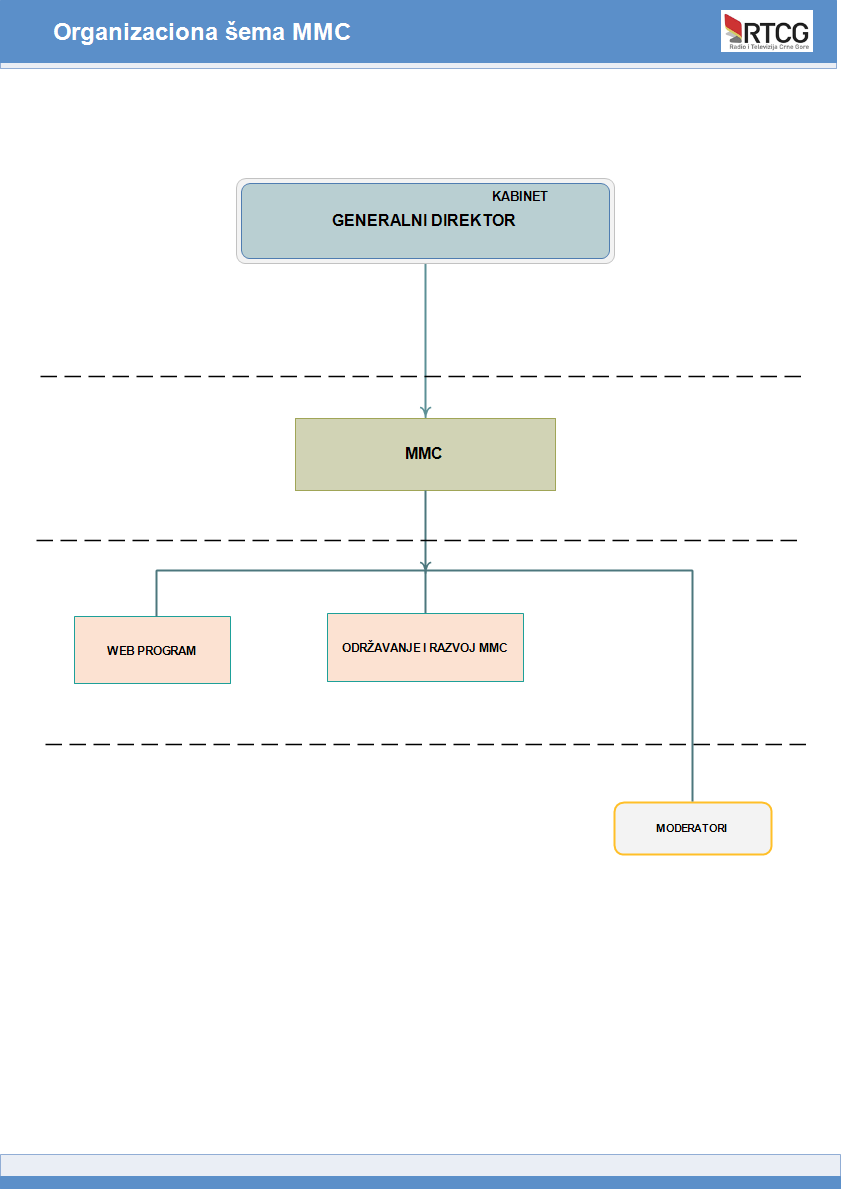 Organizaciona šema MMC
RTCG
Radio i Televizija Crne Gore
KABINET
GENERALNI DIREKTOR
MMC
WEB PROGRAM
ODRŽAVANJE I RAZVOJ MMC
MODERATORI